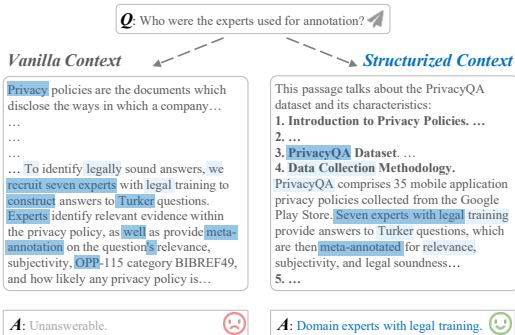 Q: Who were the experts used for annotation?
Vanilla Context
Privacy policies are the documents which
disclose the ways in which a company…
…
…
…
… To identify legally sound answers, we
recruit seven experts with legal training to
construct answers to Turker questions.
Experts identify relevant evidence within
the privacy policy, as well as provide meta-
annotation on the question's relevance,
subjectivity, OPP-115 category BIBREF49,
and how likely any privacy policy is…
A: Unanswerable.
Structurized Context
This passage talks about the PrivacyQA
dataset and its characteristics:
1. Introduction to Privacy Policies. …
2. …
3. PrivacyQA Dataset. …
4. Data Collection Methodology.
PrivacyQA comprises 35 mobile application
privacy policies collected from the Google
Play Store. Seven experts with legal training
provide answers to Turker questions, which
are then meta-annotated for relevance,
subjectivity, and legal soundness…
5. …
A: Domain experts with legal training.